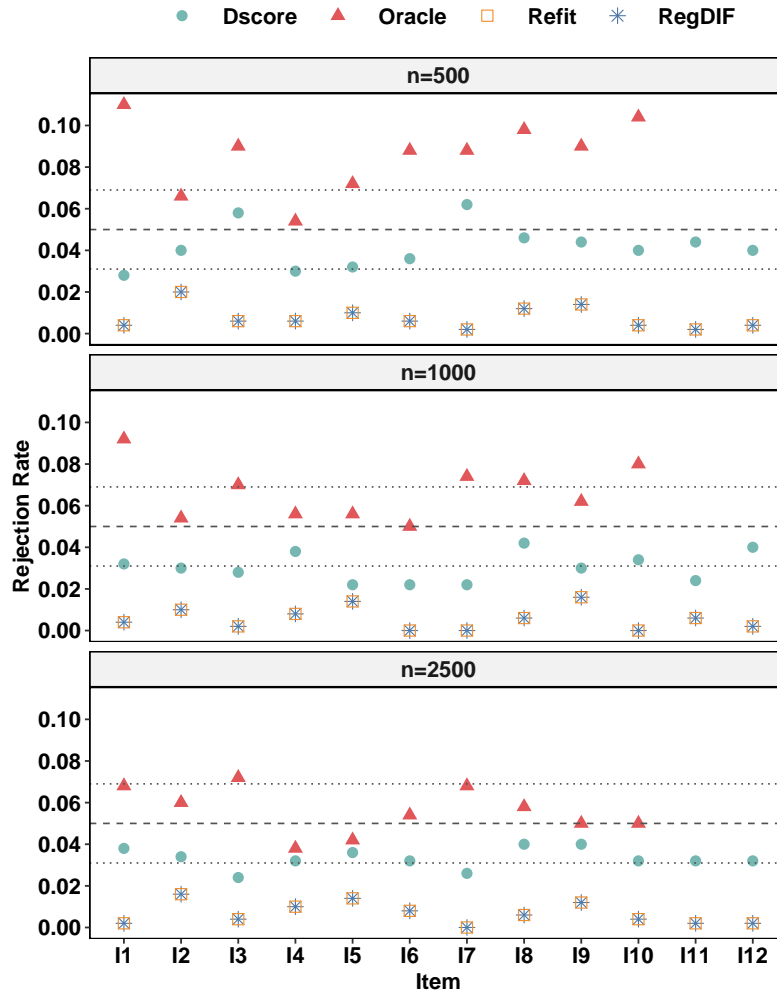 Dscore Oracle Refit RegDIF
n=500
0.10
0.08
0.06
0.04
0.02
0.00
n=1000
0.10
0.08
0.06
0.04
0.02
0.00
Rejection Rate
n=2500
0.10
0.08
0.06
0.04
0.02
0.00
I1 I2 I3 I4 I5 I6 I7 I8 I9 I10 I11 I12
Item